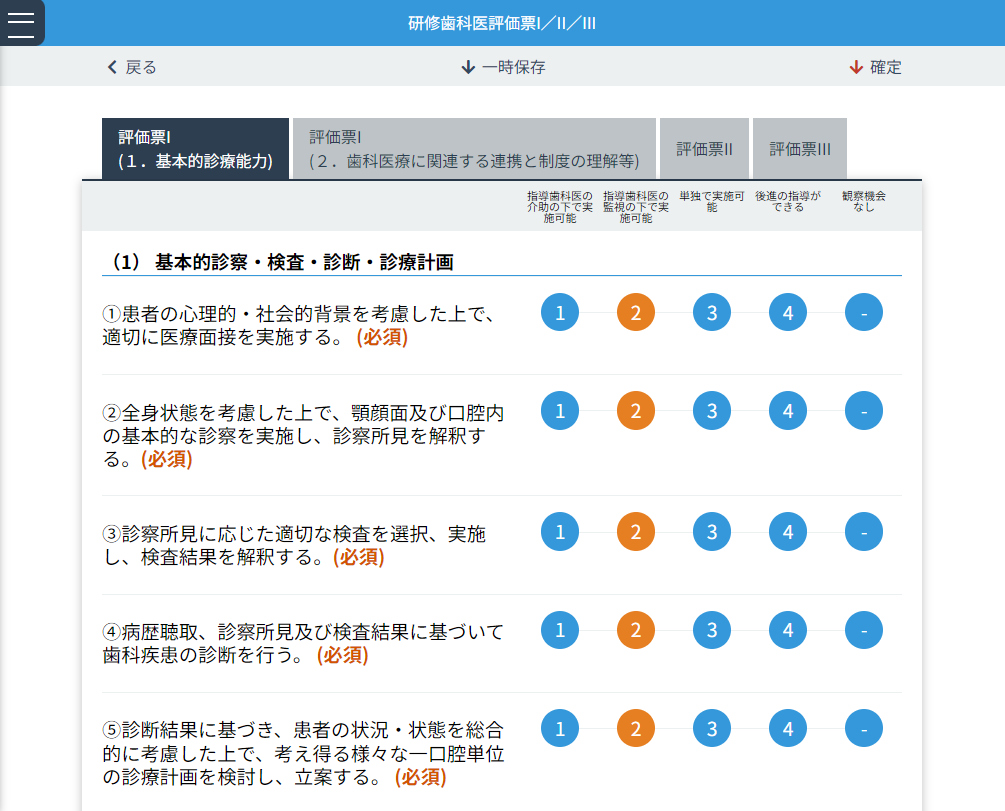 研修歯科医評価票I／II／III
戻る
一時保存
確定
評価票I
(１．基本的診療能力)
評価票I
(２．歯科医療に関連する連携と制度の理解等)
評価票II
評価票III
指導歯科医の
介助の下で実
施可能
指導歯科医の
監視の下で実
施可能
単独で実施可
能
後進の指導が
できる
観察機会
なし
（1） 基本的診察・検査・診断・診療計画
①患者の心理的・社会的背景を考慮した上で、
適切に医療面接を実施する。 (必須)
1 2 3 4 -
②全身状態を考慮した上で、顎顔面及び口腔内
の基本的な診察を実施し、診察所見を解釈す
る。(必須)
1 2 3 4 -
③診察所見に応じた適切な検査を選択、実施
し、検査結果を解釈する。(必須)
1 2 3 4 -
④病歴聴取、診察所見及び検査結果に基づいて
歯科疾患の診断を行う。 (必須)
1 2 3 4 -
⑤診断結果に基づき、患者の状況・状態を総合
的に考慮した上で、考え得る様々な一口腔単位
の診療計画を検討し、立案する。 (必須)
1 2 3 4 -